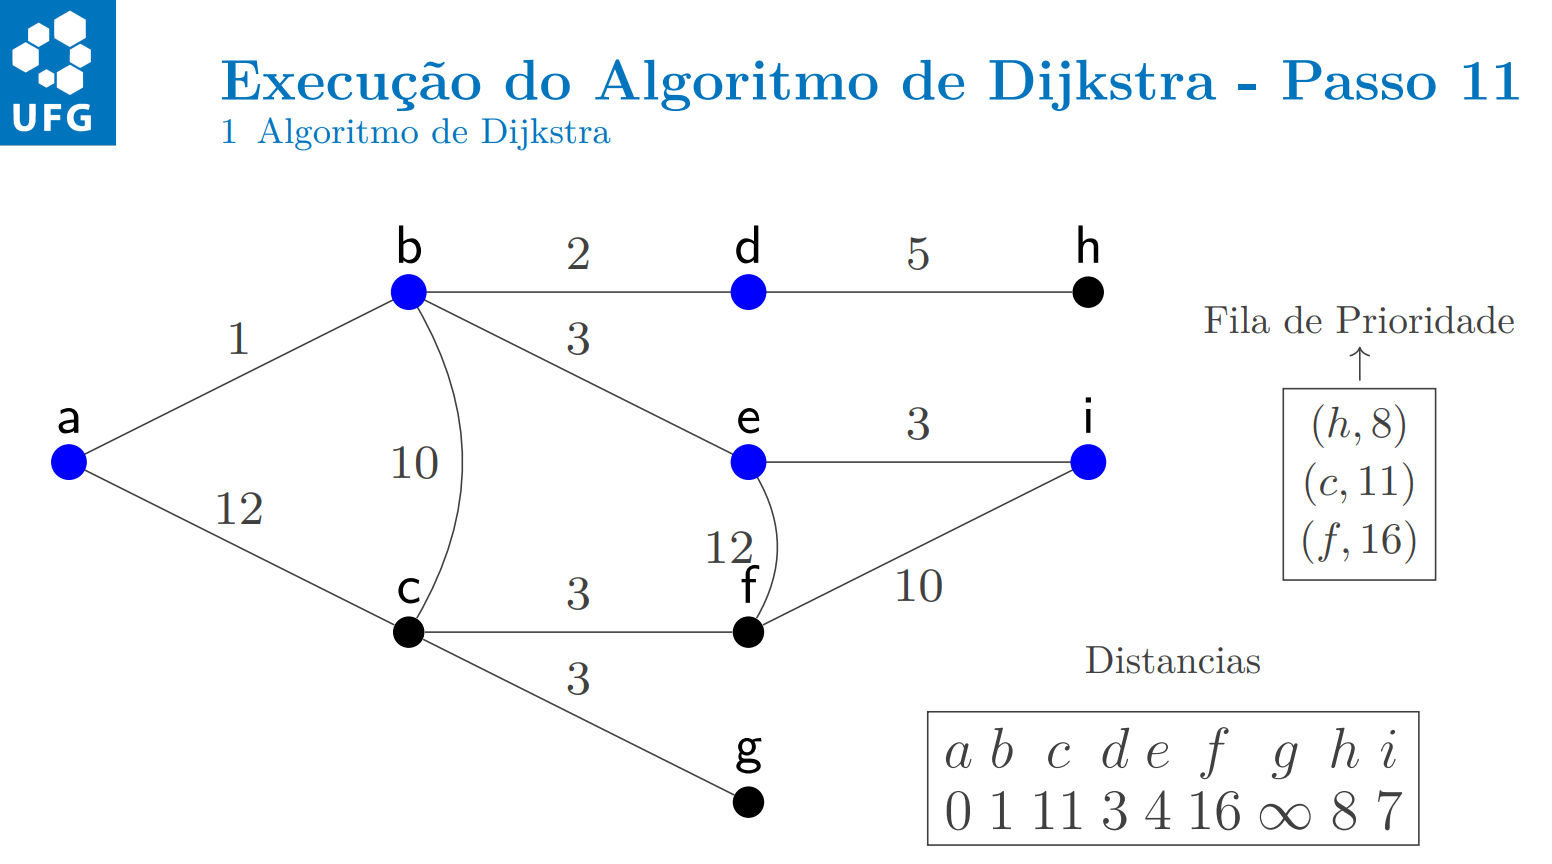 UFG
Execução do Algoritmo de Dijkstra - Passo 11
1 Algoritmo de Dijkstra
b 2 d 5 h
1 3
Fila de Prioridade
↑
a e 3 i
(h, 8)
10
(c, 11)
12
12
(f, 16)
c 3 f 10
3
Distancias
g
a b c d e f g h i
0 1 11 3 4 16 ∞ 8 7